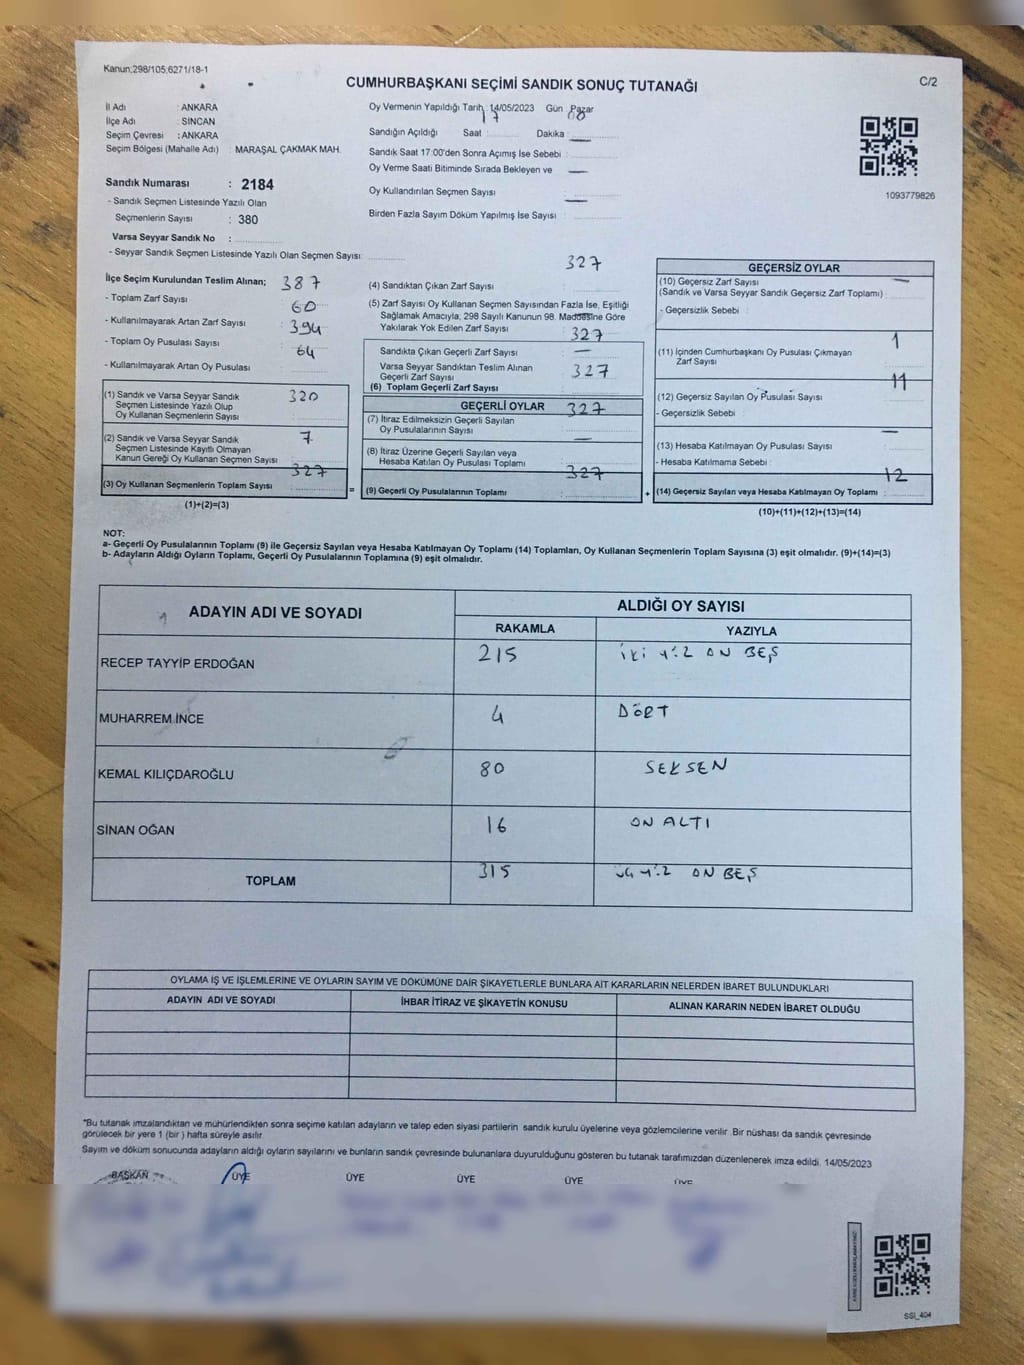 Kanun;298/105;6271/18-1
CUMHURBAŞKANI SEÇİMİ SANDIK SONUÇ TUTANAĞI
C/2
İl Adı : ANKARA
İlçe Adı : SİNCAN
Seçim Çevresi : ANKARA
Seçim Bölgesi (Mahalle Adı) : MARAŞAL ÇAKMAK MAH.
Sandık Numarası : 2184
- Sandık Seçmen Listesinde Yazılı Olan
Seçmenlerin Sayısı : 380
Varsa Seyyar Sandık No :
- Seyyar Sandık Seçmen Listesinde Yazılı Olan Seçmen Sayısı
Oy Vermenin Yapıldığı Tarih : 14/05/2023 Gün Pazar
Sandığın Açıldığı Saat : 17 Dakika : 00
Sandık Saat 17:00'den Sonra Açımış İse Sebebi : —
Oy Verme Saati Bitiminde Sırada Bekleyen ve
Oy Kullandırılan Seçmen Sayısı —
Birden Fazla Sayım Döküm Yapılmış İse Sayısı : —
1093779826
İlçe Seçim Kurulundan Teslim Alınan;
- Toplam Zarf Sayısı 387
- Kullanılmayarak Artan Zarf Sayısı 60
- Toplam Oy Pusulası Sayısı 394
- Kullanılmayarak Artan Oy Pusulası 64
(1) Sandık ve Varsa Seyyar Sandık
Seçmen Listesinde Yazılı Olup
Oy Kullanan Seçmenlerin Sayısı 320
(2) Sandık ve Varsa Seyyar Sandık
Seçmen Listesinde Kayıtlı Olmayan
Kanun Gereği Oy Kullanan Seçmen Sayısı 7
(3) Oy Kullanan Seçmenlerin Toplam Sayısı 327
(1)+(2)=(3)
=
(4) Sandıktan Çıkan Zarf Sayısı 327
(5) Zarf Sayısı Oy Kullanan Seçmen Sayısından Fazla İse, Eşitliği
Sağlamak Amacıyla; 298 Sayılı Kanunun 98. Maddesine Göre
Yakılarak Yok Edilen Zarf Sayısı —
Sandıkta Çıkan Geçerli Zarf Sayısı 327
Varsa Seyyar Sandıktan Teslim Alınan
Geçerli Zarf Sayısı —
(6) Toplam Geçerli Zarf Sayısı 327
GEÇERLİ OYLAR
(7) İtiraz Edilmeksizin Geçerli Sayılan
Oy Pusulalarının Sayısı 327
(8) İtiraz Üzerine Geçerli Sayılan veya
Hesaba Katılan Oy Pusulası Toplamı —
(9) Geçerli Oy Pusulalarının Toplamı 327
+
GEÇERSİZ OYLAR
(10) Geçersiz Zarf Sayısı —
(Sandık ve Varsa Seyyar Sandık Geçersiz Zarf Toplamı) :
- Geçersizlik Sebebi :
(11) İçinden Cumhurbaşkanı Oy Pusulası Çıkmayan
Zarf Sayısı 1
(12) Geçersiz Sayılan Oy Pusulası Sayısı 11
- Geçersizlik Sebebi :
(13) Hesaba Katılmayan Oy Pusulası Sayısı —
- Hesaba Katılmama Sebebi :
(14) Geçersiz Sayılan veya Hesaba Katılmayan Oy Toplamı : 12
(10)+(11)+(12)+(13)=(14)
NOT:
a- Geçerli Oy Pusulalarının Toplamı (9) ile Geçersiz Sayılan veya Hesaba Katılmayan Oy Toplamı (14) Toplamları, Oy Kullanan Seçmenlerin Toplam Sayısına (3) eşit olmalıdır. (9)+(14)=(3)
b- Adayların Aldığı Oyların Toplamı, Geçerli Oy Pusulalarının Toplamına (9) eşit olmalıdır.
ADAYIN ADI VE SOYADI
ALDIĞI OY SAYISI
RAKAMLA YAZIYLA
RECEP TAYYİP ERDOĞAN 215 İKİ YÜZ ON BEŞ
MUHARREM İNCE 4 DÖRT
KEMAL KILIÇDAROĞLU 80 SEKSEN
SİNAN OĞAN 16 ON ALTI
TOPLAM 315 ÜÇ YÜZ ON BEŞ
OYLAMA İŞ VE İŞLEMLERİNE VE OYLARIN SAYIM VE DÖKÜMÜNE DAİR ŞİKAYETLERLE BUNLARA AİT KARARLARIN NELERDEN İBARET BULUNDUKLARI
ADAYIN ADI VE SOYADI İHBAR İTİRAZ VE ŞİKAYETİN KONUSU ALINAN KARARIN NEDEN İBARET OLDUĞU
*Bu tutanak imzalandıktan ve mühürlendikten sonra seçime katılan adayların ve talep eden siyasi partilerin sandık kurulu üyelerine veya gözlemcilerine verilir. Bir nüshası da sandık çevresinde
görülecek bir yere 1 (bir) hafta süreyle asılır.
Sayım ve döküm sonucunda adayların aldığı oyların sayılarını ve bunların sandık çevresinde bulunanlara duyurulduğunu gösteren bu tutanak tarafımızdan düzenlenerek imza edildi. 14/05/2023
BAŞKAN ÜYE ÜYE ÜYE ÜYE ÜYE
SSİ_404